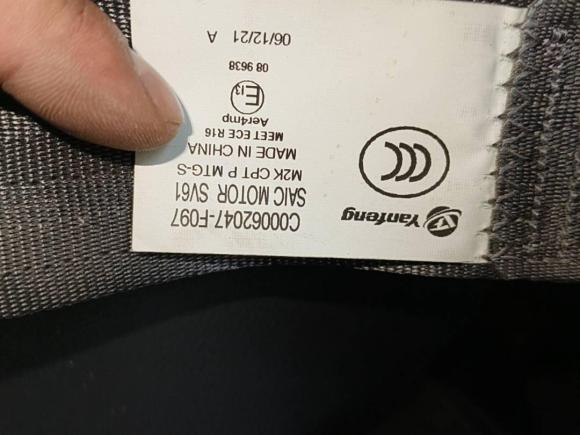 Yanfeng
C00062047-F097
SAIC MOTOR SV61
M2K CPT P MTG-S
MADE IN CHINA
MEET ECE R16
Aer4mp
E13
08 9638
06/12/21 A
CCC